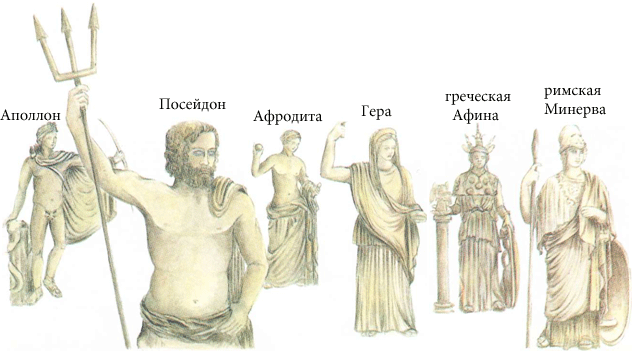 Аполлон
Посейдон
Афродита
Гера
греческая
Афина
римская
Минерва